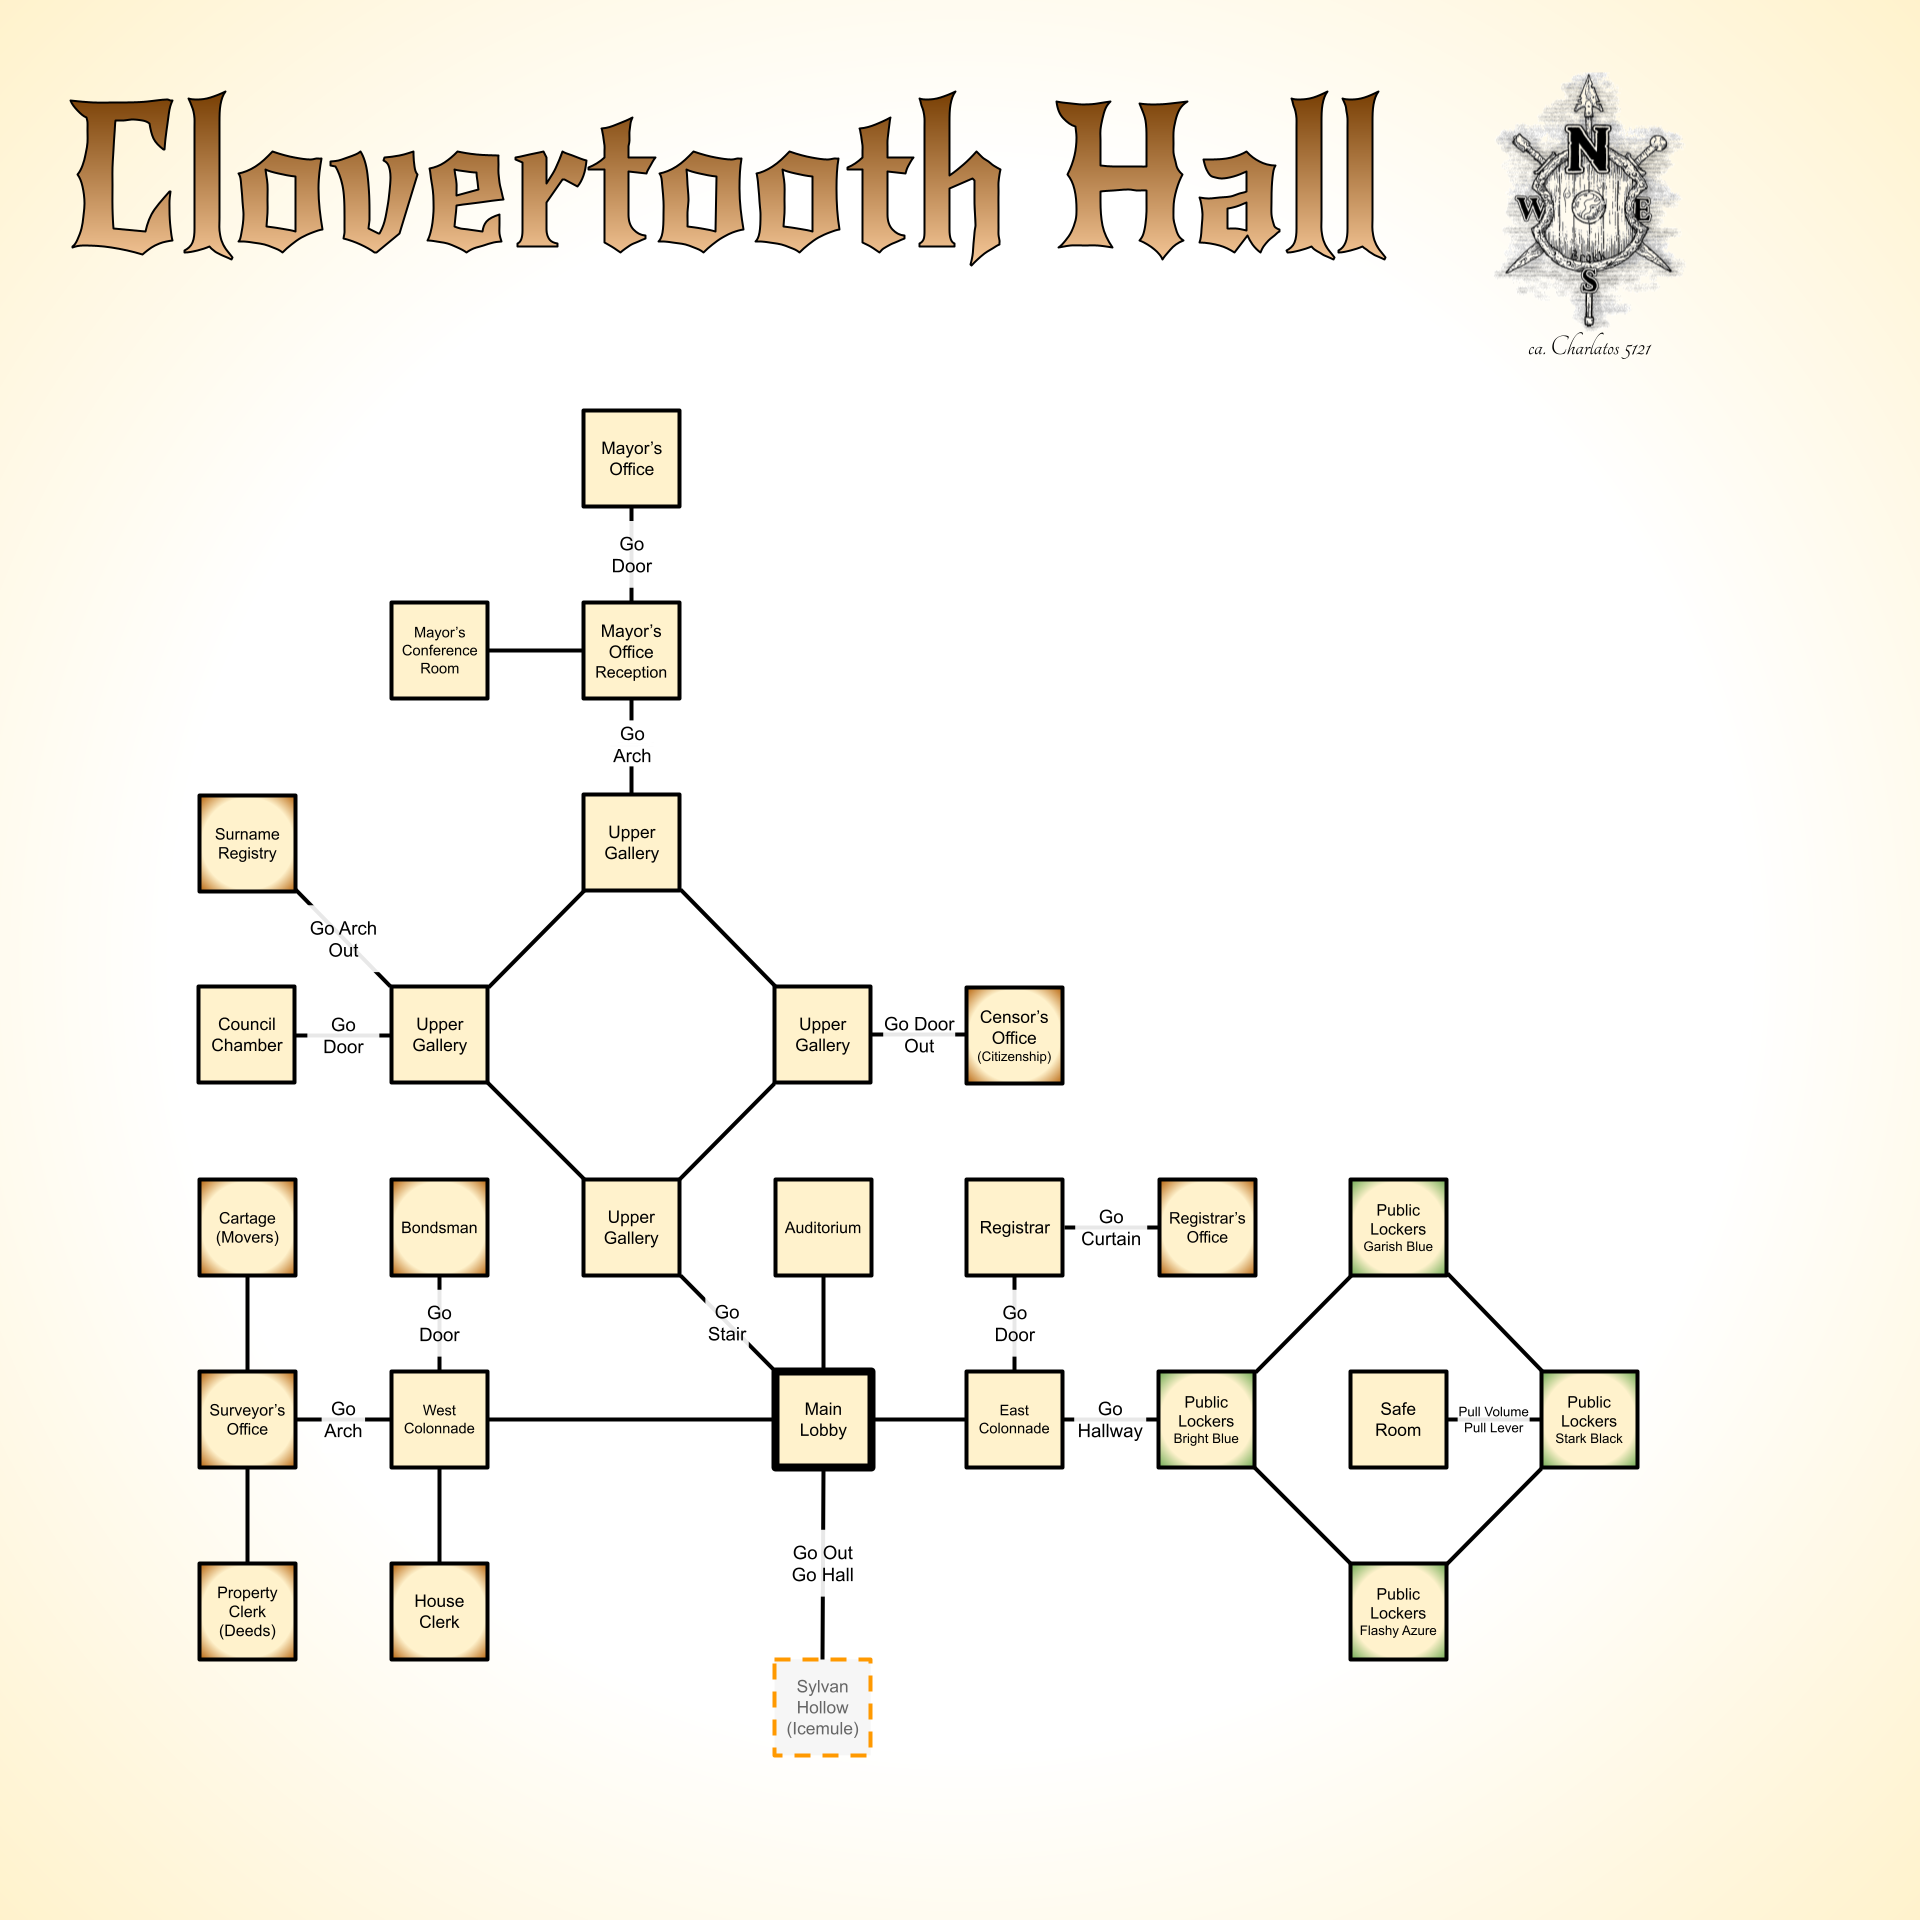 Clovertooth Hall
N
W
E
Brokk
S
ca. Charlatos 5121
Mayor's
Office
Go
Door
Mayor's
Conference
Room
Mayor's
Office
Reception
Go
Arch
Surname
Registry
Upper
Gallery
Go Arch
Out
Council
Chamber
Go
Door
Upper
Gallery
Upper
Gallery
Go Door
Out
Censor's
Office
(Citizenship)
Cartage
(Movers)
Bondsman
Upper
Gallery
Auditorium
Registrar
Go
Curtain
Registrar's
Office
Public
Lockers
Garish Blue
Go
Door
Go
Stair
Go
Door
Surveyor's
Office
Go
Arch
West
Colonnade
Main
Lobby
East
Colonnade
Go
Hallway
Public
Lockers
Bright Blue
Safe
Room
Pull Volume
Pull Lever
Public
Lockers
Stark Black
Property
Clerk
(Deeds)
House
Clerk
Go Out
Go Hall
Public
Lockers
Flashy Azure
Sylvan
Hollow
(Icemule)